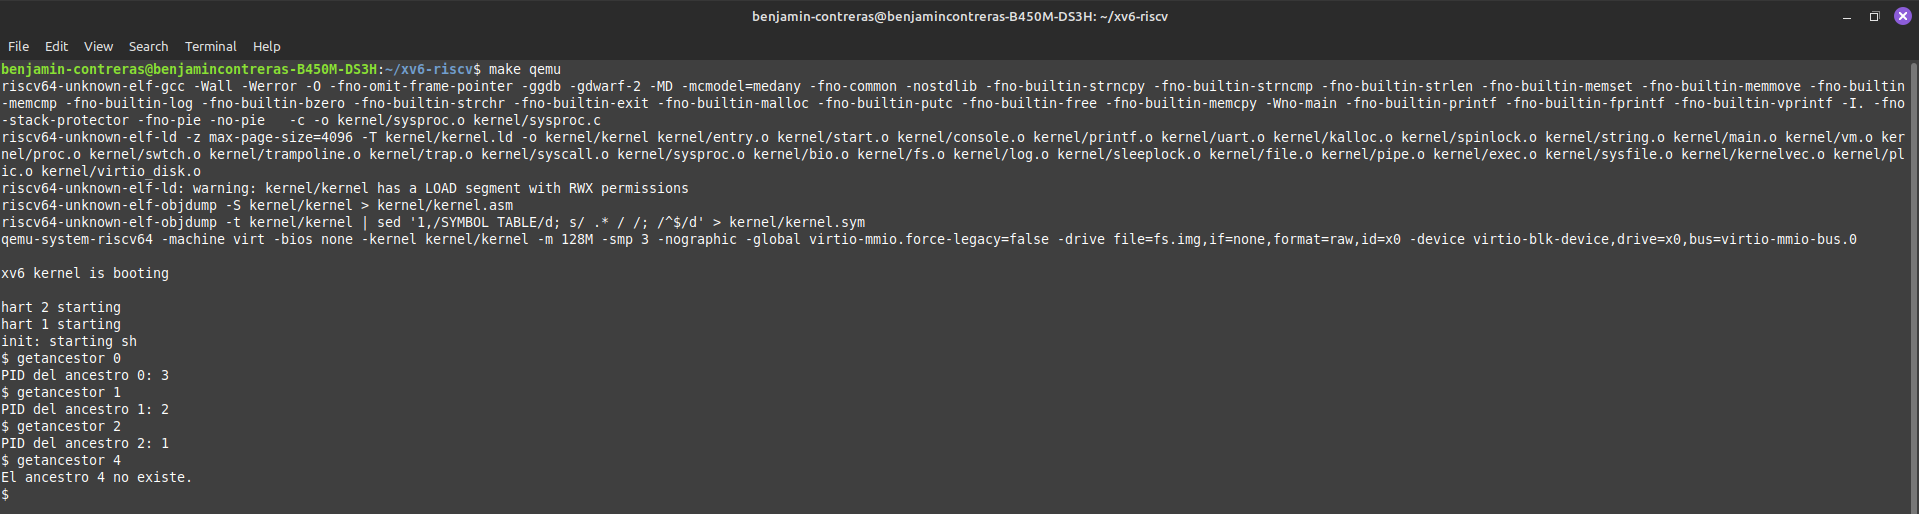 benjamin-contreras@benjamincontreras-B450M-DS3H: ~/xv6-riscv
File Edit View Search Terminal Help
benjamin-contreras@benjamincontreras-B450M-DS3H:~/xv6-riscv$ make qemu
riscv64-unknown-elf-gcc -Wall -Werror -O -fno-omit-frame-pointer -ggdb -gdwarf-2 -MD -mcmodel=medany -fno-common -nostdlib -fno-builtin-strncpy -fno-builtin-strncmp -fno-builtin-strlen -fno-builtin-memset -fno-builtin-memmove -fno-builtin
-memcmp -fno-builtin-log -fno-builtin-bzero -fno-builtin-strchr -fno-builtin-exit -fno-builtin-malloc -fno-builtin-putc -fno-builtin-free -fno-builtin-memcpy -Wno-main -fno-builtin-printf -fno-builtin-fprintf -fno-builtin-vprintf -I. -fno
-stack-protector -fno-pie -no-pie   -c -o kernel/sysproc.o kernel/sysproc.c
riscv64-unknown-elf-ld -z max-page-size=4096 -T kernel/kernel.ld -o kernel/kernel kernel/entry.o kernel/start.o kernel/console.o kernel/printf.o kernel/uart.o kernel/kalloc.o kernel/spinlock.o kernel/string.o kernel/main.o kernel/vm.o ker
nel/proc.o kernel/swtch.o kernel/trampoline.o kernel/trap.o kernel/syscall.o kernel/sysproc.o kernel/bio.o kernel/fs.o kernel/log.o kernel/sleeplock.o kernel/file.o kernel/pipe.o kernel/exec.o kernel/sysfile.o kernel/kernelvec.o kernel/pl
ic.o kernel/virtio_disk.o
riscv64-unknown-elf-ld: warning: kernel/kernel has a LOAD segment with RWX permissions
riscv64-unknown-elf-objdump -S kernel/kernel > kernel/kernel.asm
riscv64-unknown-elf-objdump -t kernel/kernel | sed '1,/SYMBOL TABLE/d; s/ .* / /; /^$/d' > kernel/kernel.sym
qemu-system-riscv64 -machine virt -bios none -kernel kernel/kernel -m 128M -smp 3 -nographic -global virtio-mmio.force-legacy=false -drive file=fs.img,if=none,format=raw,id=x0 -device virtio-blk-device,drive=x0,bus=virtio-mmio-bus.0
xv6 kernel is booting
hart 2 starting
hart 1 starting
init: starting sh
$ getancestor 0
PID del ancestro 0: 3
$ getancestor 1
PID del ancestro 1: 2
$ getancestor 2
PID del ancestro 2: 1
$ getancestor 4
El ancestro 4 no existe.
$